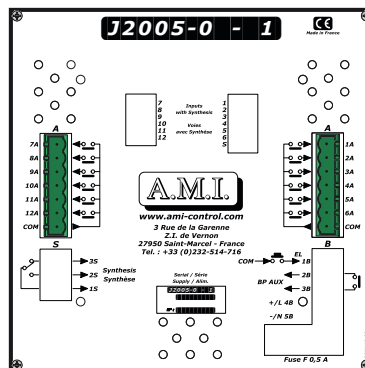 J2005-0 - 1
CE
Made in France
7
8
9
10
11
12
Inputs
with Synthesis
Voies
avec Synthèse
1
2
3
4
5
6
S
A
7A
8A
9A
10A
11A
12A
COM
A
1A
2A
3A
4A
5A
6A
COM
A.M.I.
www.ami-control.com
3 Rue de la Garenne
Z.I. de Vernon
27950 Saint-Marcel - France
Tel. : +33 (0)232-514-716
S
3S
2S
1S
Synthesis
Synthèse
Serial / Série
Supply / Alim.
J2005-0 - 1
B
COM
EL
1B
2B
BP AUX
3B
+/L 4B
-/N 5B
Fuse F 0,5 A